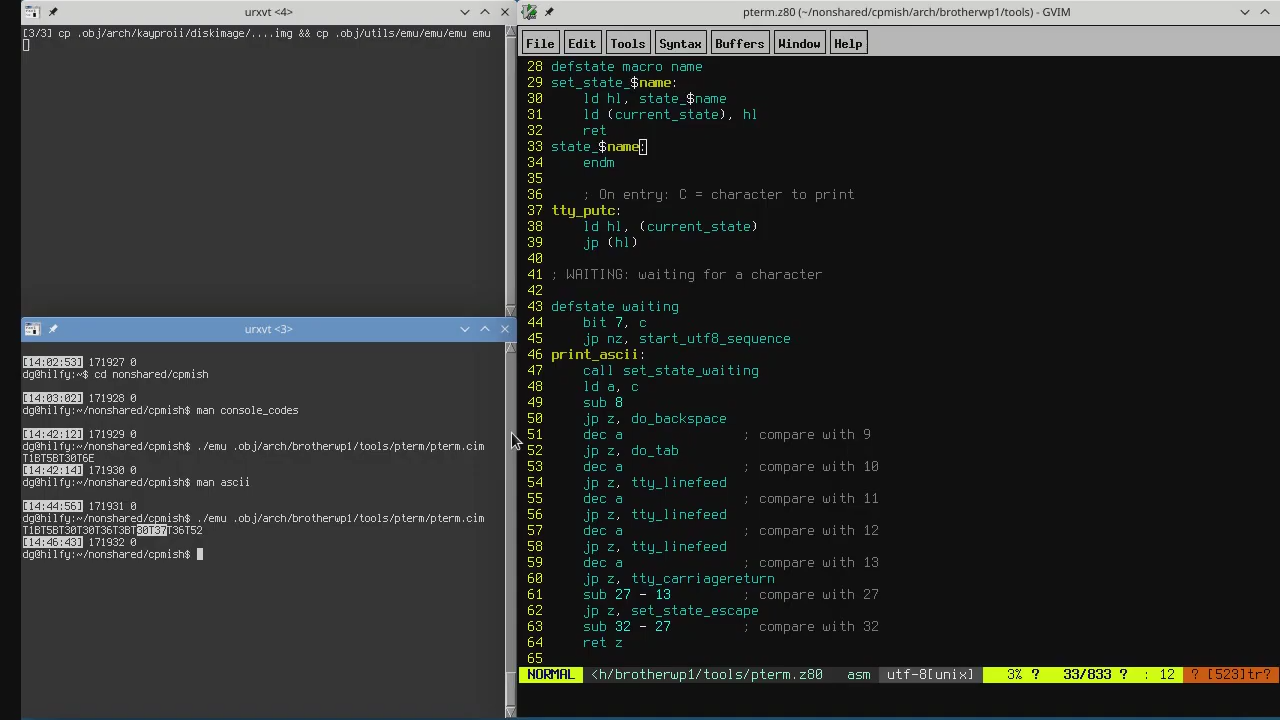 urxvt <4>
[3/3] cp .obj/arch/kayproii/diskimage/....img && cp .obj/utils/emu/emu/emu emu
urxvt <3>
[14:02:53] 171927 0
dg@hilfy:~$ cd nonshared/cpmish
[14:03:02] 171928 0
dg@hilfy:~/nonshared/cpmish$ man console_codes
[14:42:12] 171929 0
dg@hilfy:~/nonshared/cpmish$ ./emu .obj/arch/brotherwp1/tools/pterm/pterm.cim
T1BT5BT30T6E
[14:42:14] 171930 0
dg@hilfy:~/nonshared/cpmish$ man ascii
[14:44:56] 171931 0
dg@hilfy:~/nonshared/cpmish$ ./emu .obj/arch/brotherwp1/tools/pterm/pterm.cim
T1BT5BT30T30T36T3BT30T37T36T52
[14:46:43] 171932 0
dg@hilfy:~/nonshared/cpmish$
pterm.z80 (~/nonshared/cpmish/arch/brotherwp1/tools) - GVIM
File Edit Tools Syntax Buffers Window Help
28 defstate macro name
29 set_state_$name:
30 ld hl, state_$name
31 ld (current_state), hl
32 ret
33 state_$name:
34 endm
35
36 ; On entry: C = character to print
37 tty_putc:
38 ld hl, (current_state)
39 jp (hl)
40
41 ; WAITING: waiting for a character
42
43 defstate waiting
44 bit 7, c
45 jp nz, start_utf8_sequence
46 print_ascii:
47 call set_state_waiting
48 ld a, c
49 sub 8
50 jp z, do_backspace
51 dec a ; compare with 9
52 jp z, do_tab
53 dec a ; compare with 10
54 jp z, tty_linefeed
55 dec a ; compare with 11
56 jp z, tty_linefeed
57 dec a ; compare with 12
58 jp z, tty_linefeed
59 dec a ; compare with 13
60 jp z, tty_carriagereturn
61 sub 27 - 13 ; compare with 27
62 jp z, set_state_escape
63 sub 32 - 27 ; compare with 32
64 ret z
65
NORMAL <h/brotherwp1/tools/pterm.z80 asm utf-8[unix] 3% ? 33/833 ? : 12 ? [523]tr?